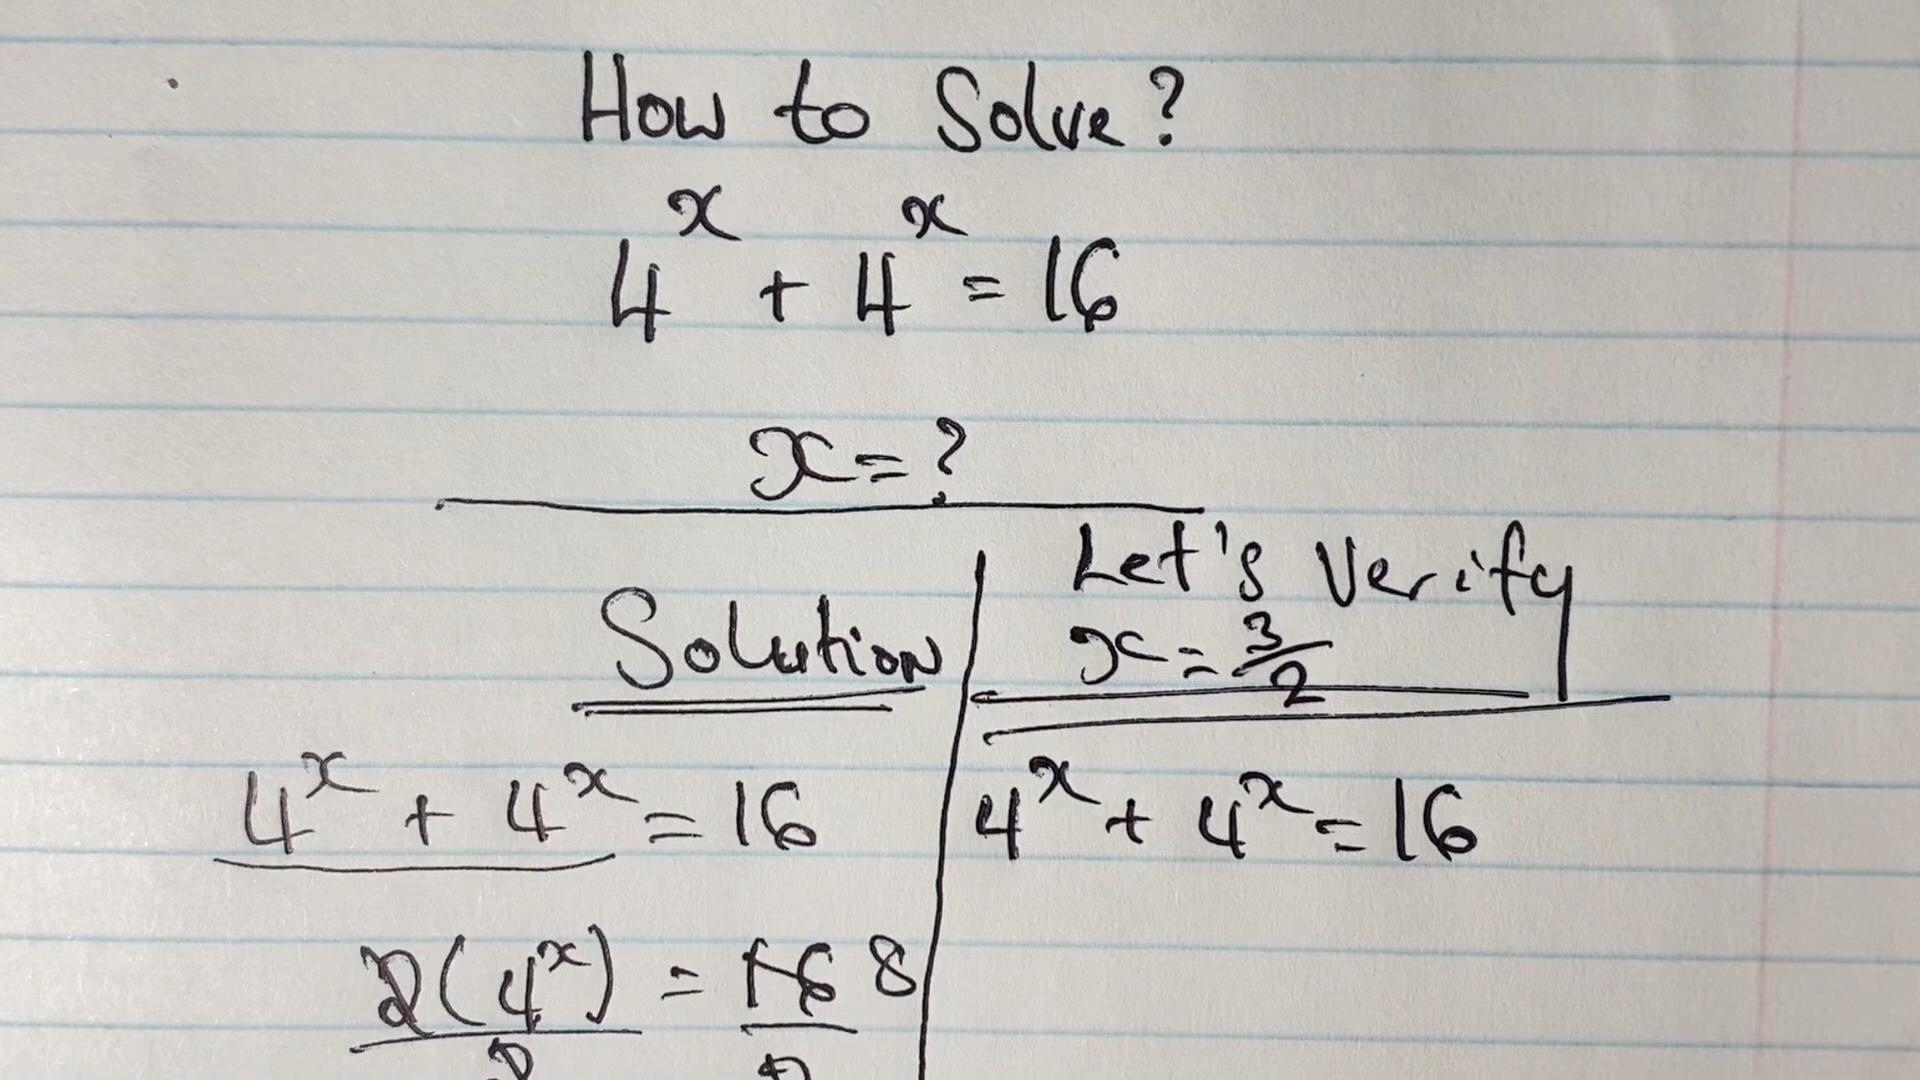 How to Solve?
4^x + 4^x = 16
x = ?
Solution
4^x + 4^x = 16
2(4^x) = 16 8
Let's Verify
x = 3/2
4^x + 4^x = 16